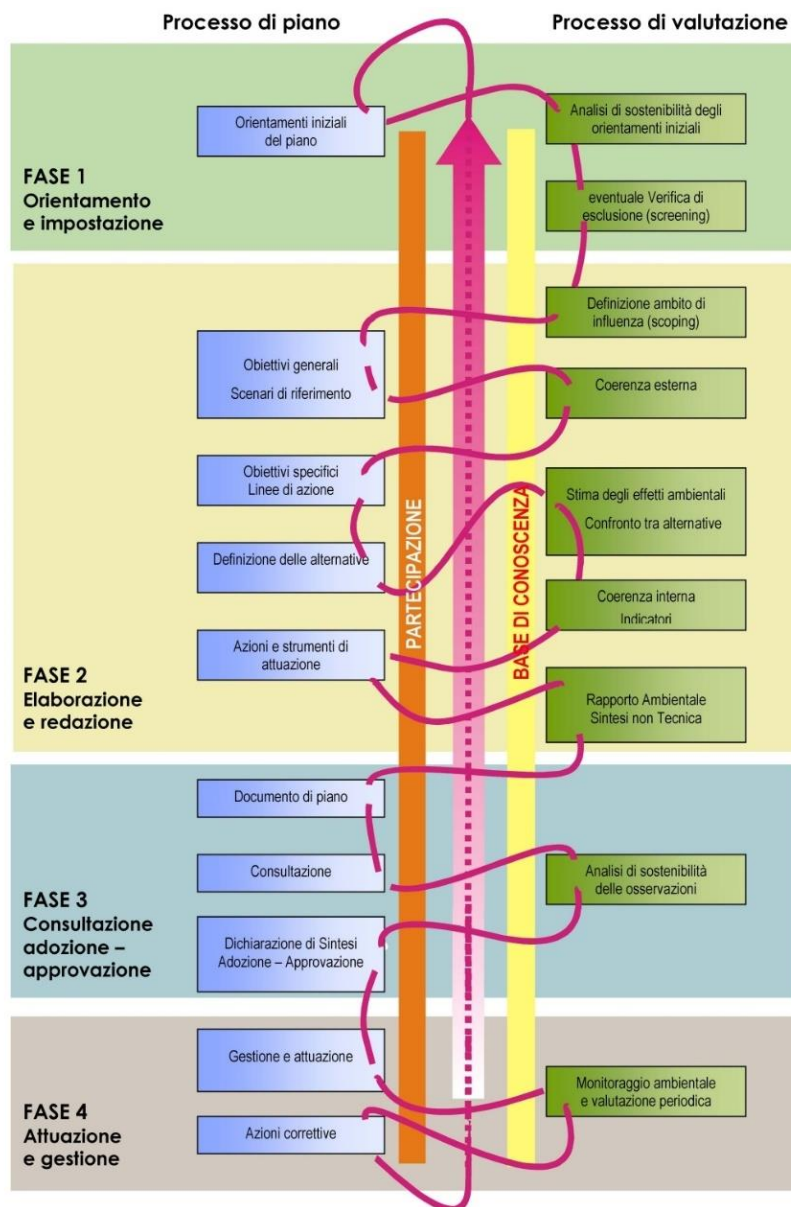 Processo di piano
Processo di valutazione
Orientamenti iniziali
del piano
Analisi di sostenibilità degli
orientamenti iniziali
FASE 1
Orientamento
e impostazione
eventuale Verifica di
esclusione (screening)
Definizione ambito di
influenza (scoping)
Obiettivi generali
Scenari di riferimento
Coerenza esterna
Obiettivi specifici
Linee di azione
Stima degli effetti ambientali
Confronto tra alternative
Definizione delle alternative
PARTECIPAZIONE
BASE DI CONOSCENZA
Coerenza interna
Indicatori
Azioni e strumenti di
attuazione
FASE 2
Elaborazione
e redazione
Rapporto Ambientale
Sintesi non Tecnica
Documento di piano
Consultazione
Analisi di sostenibilità
delle osservazioni
FASE 3
Consultazione
adozione –
approvazione
Dichiarazione di Sintesi
Adozione – Approvazione
Gestione e attuazione
Monitoraggio ambientale
e valutazione periodica
FASE 4
Attuazione
e gestione
Azioni correttive